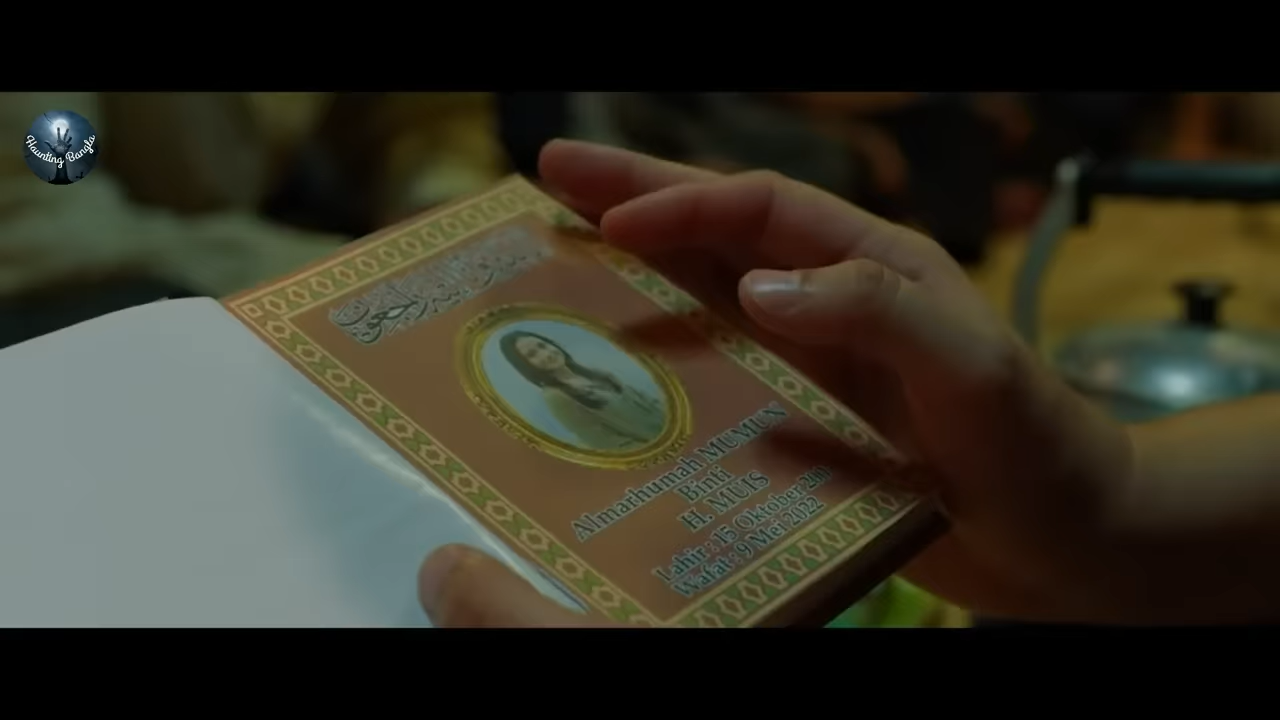 Haunting Bangla
Almarhumah MUMUN
Binti
H. MUIS
Lahir : 15 Oktober
Wafat : 9 Mei 2022